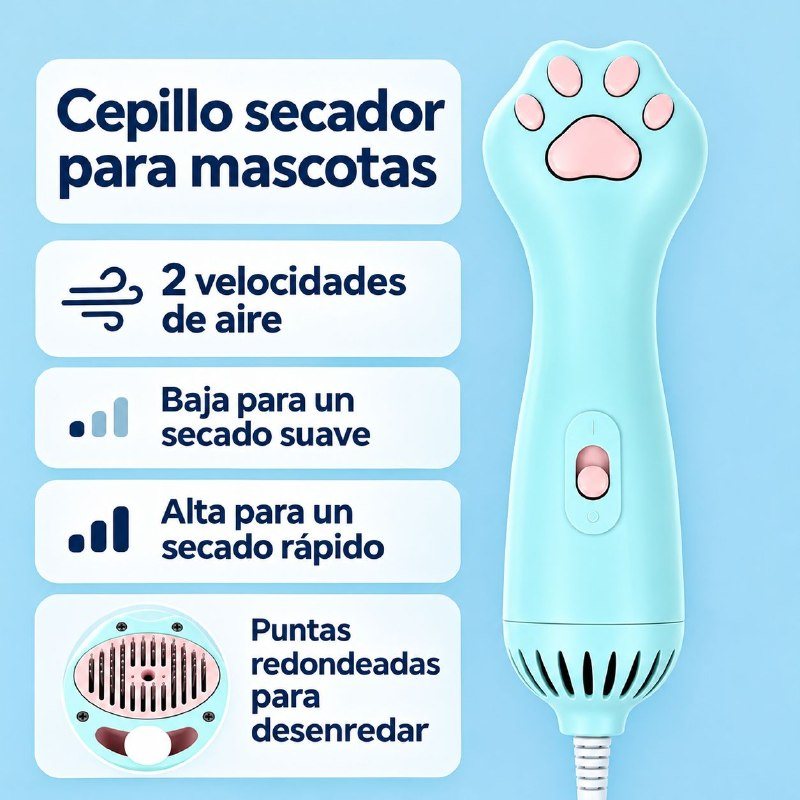 Cepillo secador
para mascotas
2 velocidades
de aire
Baja para un
secado suave
Alta para un
secado rápido
Puntas
redondeadas
para
desenredar